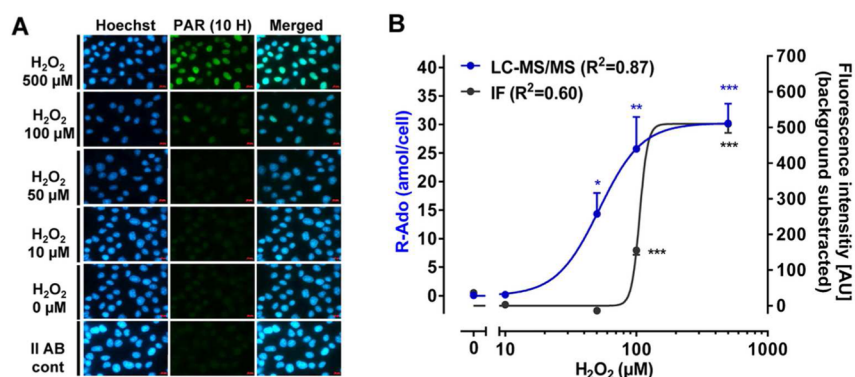 A
Hoechst PAR (10 H) Merged
H2O2
500 µM
H2O2
100 µM
H2O2
50 µM
H2O2
10 µM
H2O2
0 µM
II AB
cont
B
LC-MS/MS (R²=0.87)
IF (R²=0.60)
R-Ado (amol/cell)
40
35
30
25
20
15
10
5
0
*
**
***
***
***
700
600
500
400
300
200
100
0
Fluorescence intensitiy [AU]
(background substracted)
0 10 100 1000
H2O2 (µM)